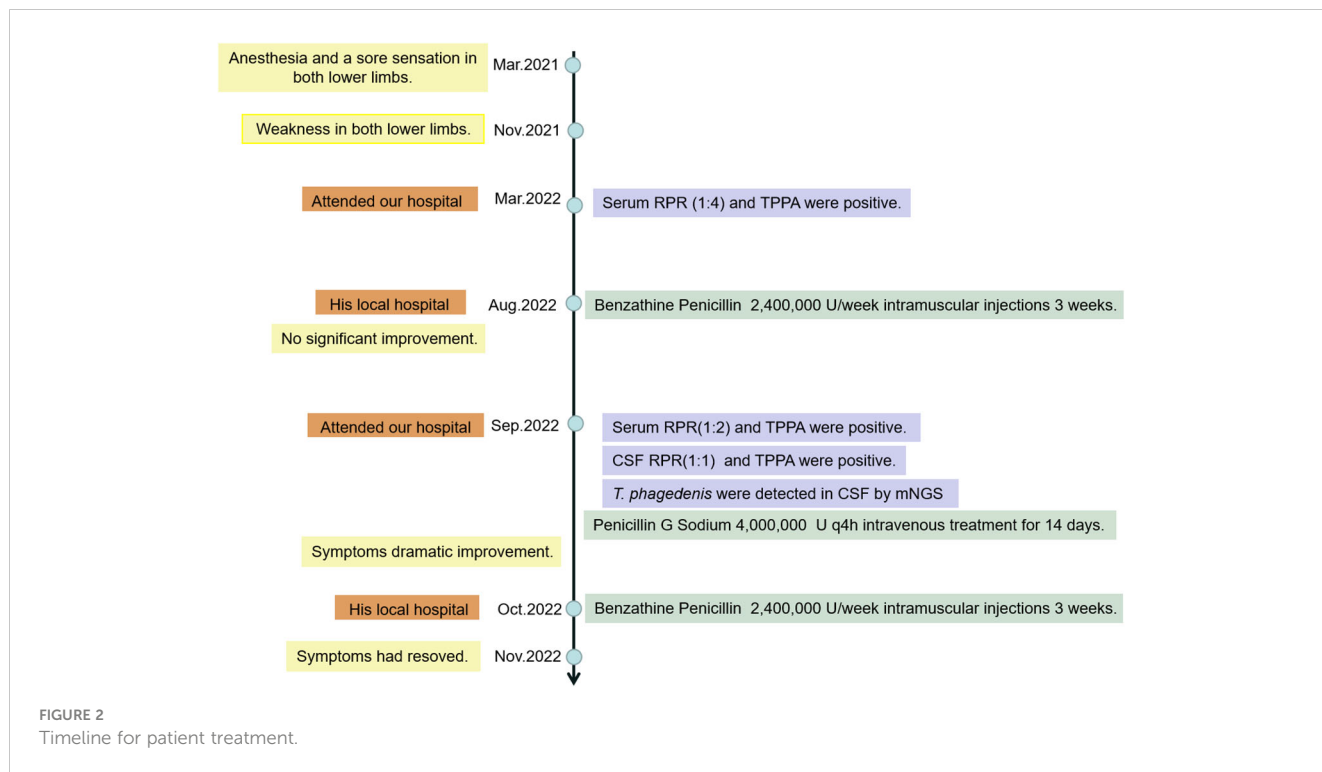 Anesthesia and a sore sensation in
both lower limbs.
Mar.2021
Weakness in both lower limbs.
Nov.2021
Attended our hospital
Mar.2022
Serum RPR (1:4) and TPPA were positive.
His local hospital
Aug.2022
Benzathine Penicillin 2,400,000 U/week intramuscular injections 3 weeks.
No significant improvement.
Attended our hospital
Sep.2022
Serum RPR(1:2) and TPPA were positive.
CSF RPR(1:1) and TPPA were positive.
T. phagedenis were detected in CSF by mNGS
Penicillin G Sodium 4,000,000 U q4h intravenous treatment for 14 days.
Symptoms dramatic improvement.
His local hospital
Oct.2022
Benzathine Penicillin 2,400,000 U/week intramuscular injections 3 weeks.
Symptoms had resoved.
Nov.2022
FIGURE 2
Timeline for patient treatment.